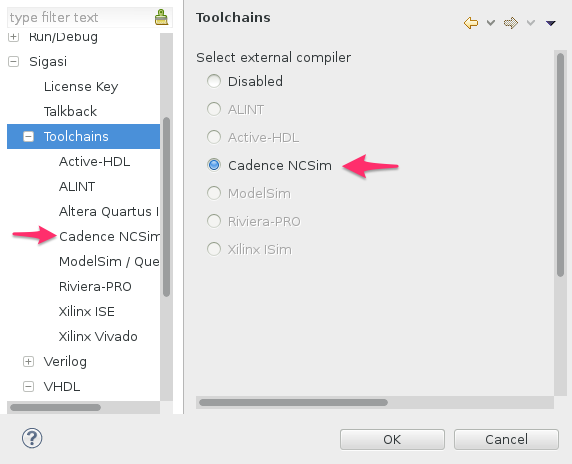 type filter text
Run/Debug
Sigasi
License Key
Talkback
Toolchains
Active-HDL
ALINT
Altera Quartus I
Cadence NCSim
ModelSim / Que
Riviera-PRO
Xilinx ISE
Xilinx Vivado
Verilog
VHDL
Toolchains
Select external compiler
Disabled
ALINT
Active-HDL
Cadence NCSim
ModelSim
Riviera-PRO
Xilinx ISim
?
OK
Cancel